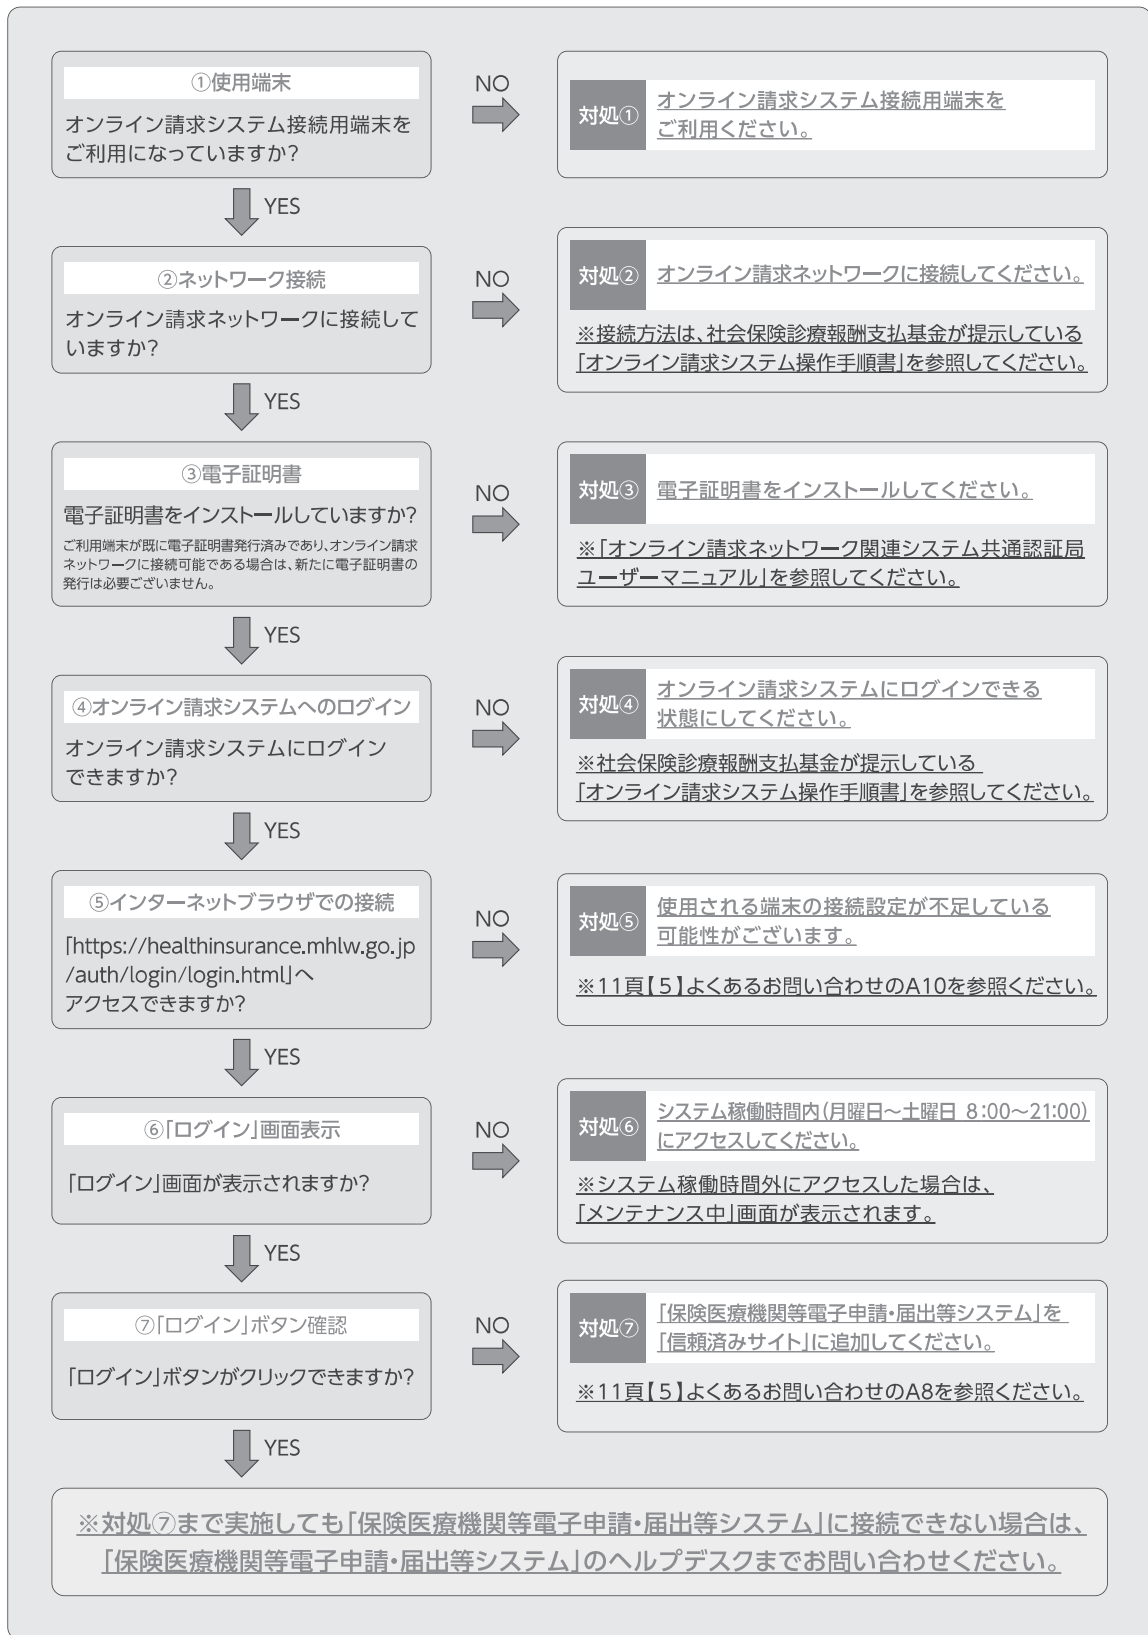 ①使用端末
オンライン請求システム接続用端末を
ご利用になっていますか?
NO
対処①
オンライン請求システム接続用端末を
ご利用ください。
YES
②ネットワーク接続
オンライン請求ネットワークに接続して
いますか?
NO
対処②
オンライン請求ネットワークに接続してください。
※接続方法は、社会保険診療報酬支払基金が提示している
「オンライン請求システム操作手順書」を参照してください。
YES
③電子証明書
電子証明書をインストールしていますか?
ご利用端末が既に電子証明書発行済みであり、オンライン請求
ネットワークに接続可能である場合は、新たに電子証明書の
発行は必要ございません。
NO
対処③
電子証明書をインストールしてください。
※「オンライン請求ネットワーク関連システム共通認証局
ユーザーマニュアル」を参照してください。
YES
④オンライン請求システムへのログイン
オンライン請求システムにログイン
できますか?
NO
対処④
オンライン請求システムにログインできる
状態にしてください。
※社会保険診療報酬支払基金が提示している
「オンライン請求システム操作手順書」を参照してください。
YES
⑤インターネットブラウザでの接続
「https://healthinsurance.mhlw.go.jp
/auth/login/login.html」へ
アクセスできますか?
NO
対処⑤
使用される端末の接続設定が不足している
可能性がございます。
※11頁【5】よくあるお問い合わせのA10を参照ください。
YES
⑥「ログイン」画面表示
「ログイン」画面が表示されますか?
NO
対処⑥
システム稼働時間内(月曜日~土曜日 8:00~21:00)
にアクセスしてください。
※システム稼働時間外にアクセスした場合は、
「メンテナンス中」画面が表示されます。
YES
⑦「ログイン」ボタン確認
「ログイン」ボタンがクリックできますか?
NO
対処⑦
「保険医療機関等電子申請・届出等システム」を
「信頼済みサイト」に追加してください。
※11頁【5】よくあるお問い合わせのA8を参照ください。
YES
※対処⑦まで実施しても「保険医療機関等電子申請・届出等システム」に接続できない場合は、
「保険医療機関等電子申請・届出等システム」のヘルプデスクまでお問い合わせください。